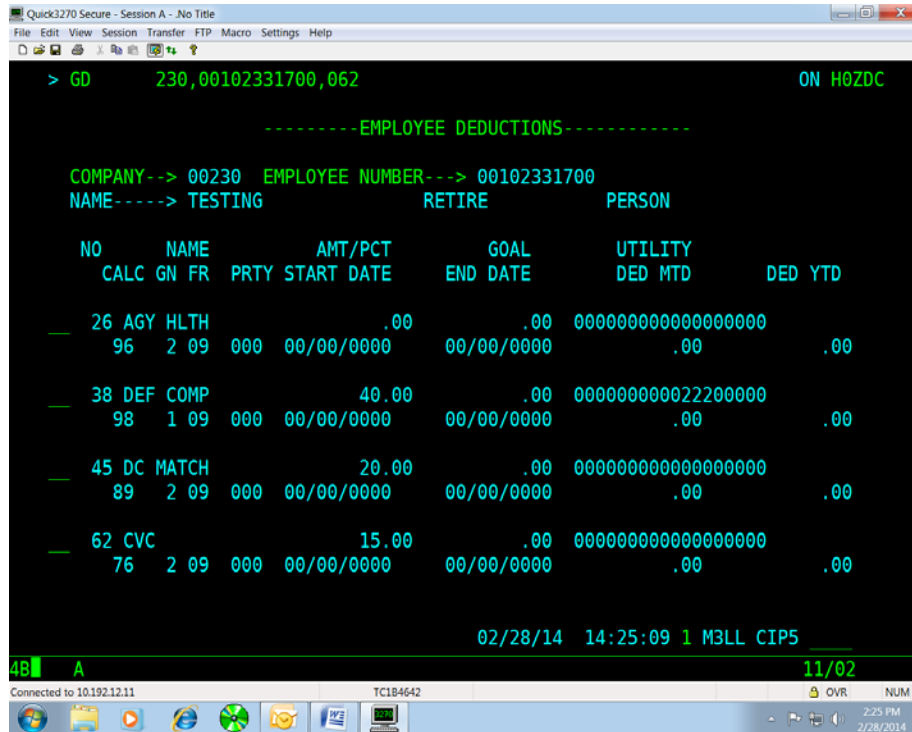 Quick3270 Secure - Session A - .No Title
File Edit View Session Transfer FTP Macro Settings Help
> GD 230,00102331700,062 ON H0ZDC
---------EMPLOYEE DEDUCTIONS------------
COMPANY--> 00230 EMPLOYEE NUMBER---> 00102331700
NAME-----> TESTING RETIRE PERSON
NO NAME AMT/PCT GOAL UTILITY
CALC GN FR PRTY START DATE END DATE DED MTD DED YTD
__ 26 AGY HLTH .00 .00 000000000000000000
96 2 09 000 00/00/0000 00/00/0000 .00 .00
__ 38 DEF COMP 40.00 .00 000000000022200000
98 1 09 000 00/00/0000 00/00/0000 .00 .00
__ 45 DC MATCH 20.00 .00 000000000000000000
89 2 09 000 00/00/0000 00/00/0000 .00 .00
__ 62 CVC 15.00 .00 000000000000000000
76 2 09 000 00/00/0000 00/00/0000 .00 .00
02/28/14 14:25:09 1 M3LL CIP5 ____
4B A 11/02
Connected to 10.192.12.11 TC1B4642 OVR NUM
3270 2:25 PM
2/28/2014